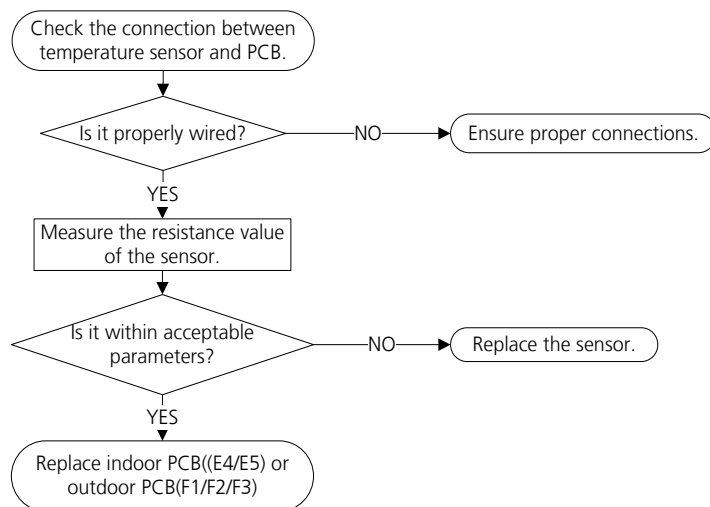 Check the connection between
temperature sensor and PCB.
Is it properly wired?
NO
Ensure proper connections.
YES
Measure the resistance value
of the sensor.
Is it within acceptable
parameters?
NO
Replace the sensor.
YES
Replace indoor PCB((E4/E5) or
outdoor PCB(F1/F2/F3)